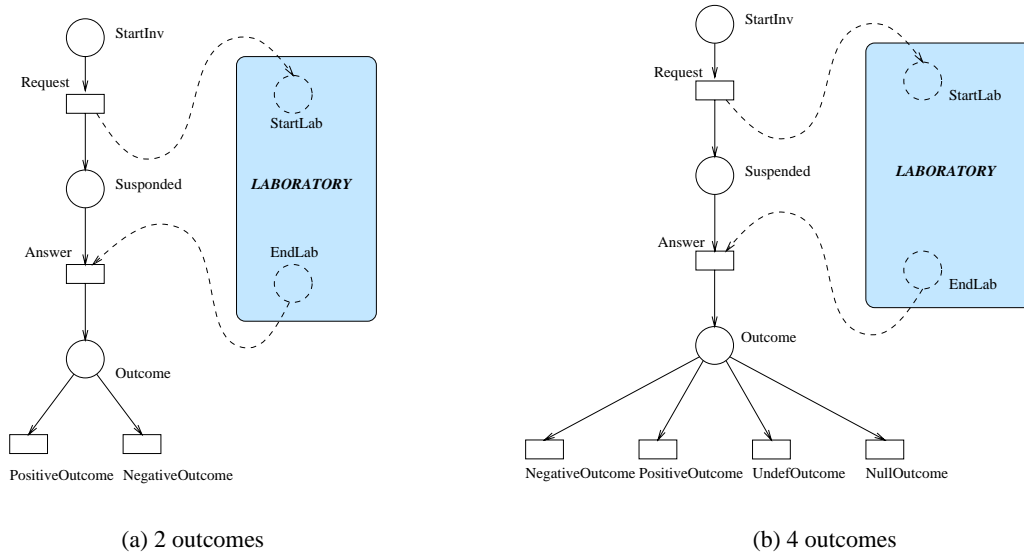 StartInv
Request
StartLab
Susponded
LABORATORY
Answer
EndLab
Outcome
PositiveOutcome NegativeOutcome
(a) 2 outcomes
StartInv
Request
StartLab
Suspended
LABORATORY
Answer
EndLab
Outcome
NegativeOutcome PositiveOutcome UndefOutcome NullOutcome
(b) 4 outcomes